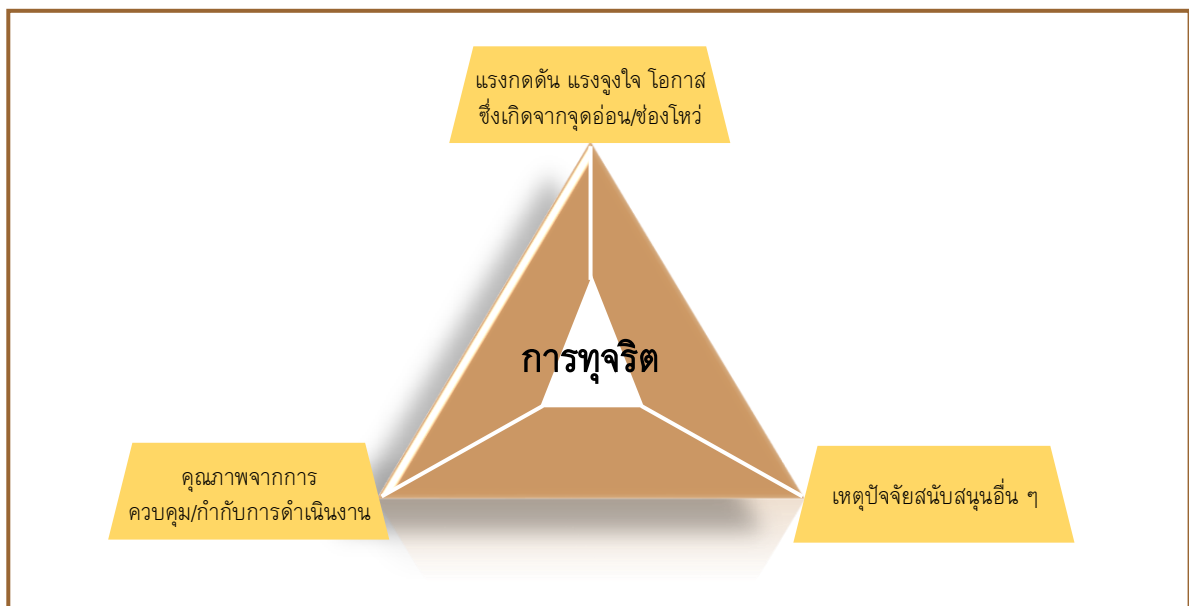 แรงกดดัน แรงจูงใจ โอกาส
ซึ่งเกิดจากจุดอ่อน/ช่องโหว่
การทุจริต
คุณภาพจากการ
ควบคุม/กำกับการดำเนินงาน
เหตุปัจจัยสนับสนุนอื่น ๆ